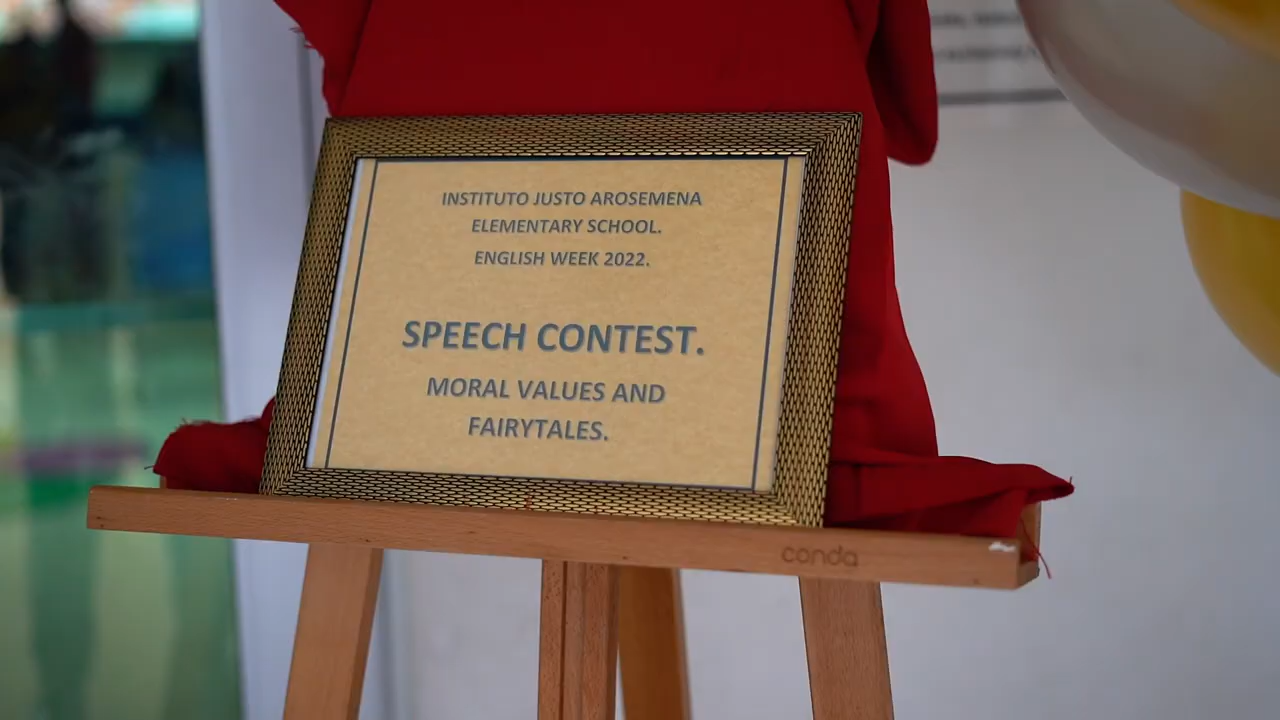 INSTITUTO JUSTO AROSEMENA
ELEMENTARY SCHOOL.
ENGLISH WEEK 2022.
SPEECH CONTEST.
MORAL VALUES AND
FAIRYTALES.
conda